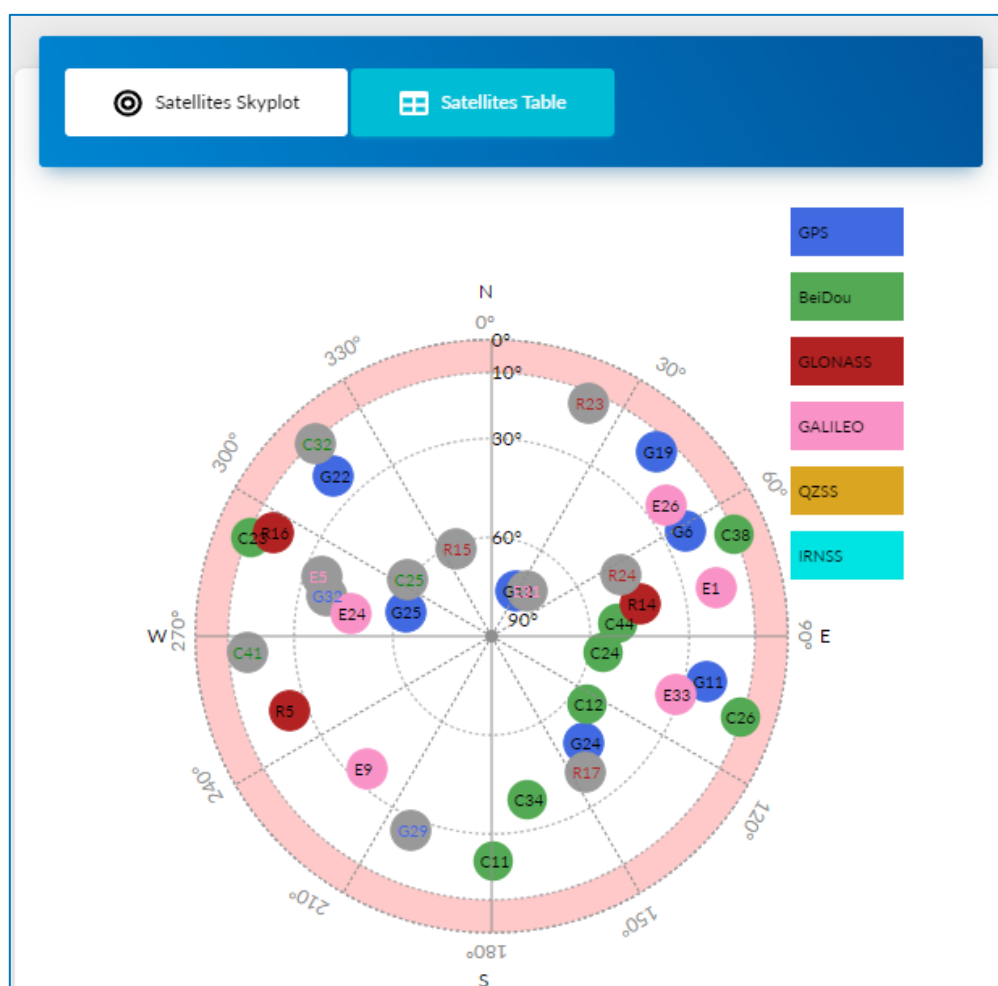 Satellites Skyplot
Satellites Table
GPS
BeiDou
GLONASS
GALILEO
QZSS
IRNSS
N
0°
0°
330°
30°
10°
R23
C32
30°
300°
G19
G22
60°
E26
G6
C38
R16
60°
R15
E5
C25
R24
E1
G32
R14
E24
G25
90°
C44
W
270°
90°
E
C41
C24
G11
E33
R5
C12
C26
G24
E9
R17
240°
C34
120°
G29
C11
210°
150°
180°
S